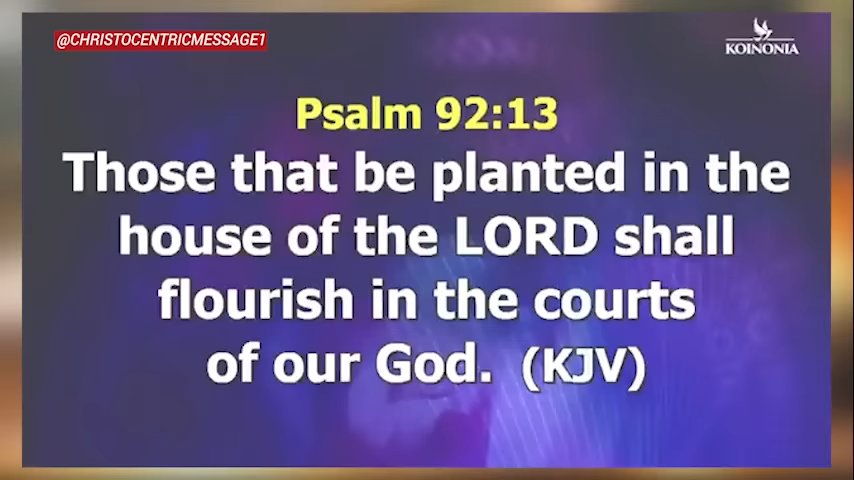 @CHRISTOCENTRICMESSAGE1
KOINONIA
Psalm 92:13
Those that be planted in the
house of the LORD shall
flourish in the courts
of our God. (KJV)